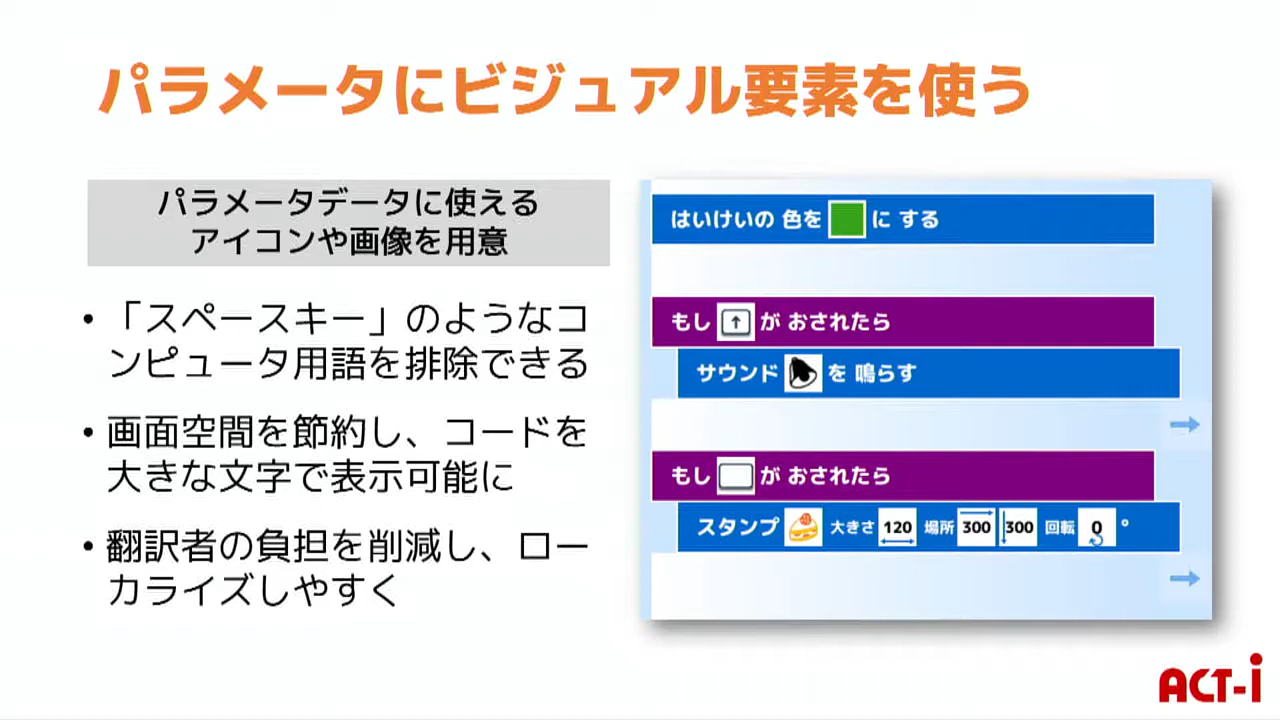 パラメータにビジュアル要素を使う
パラメータデータに使える
アイコンや画像を用意
• 「スペースキー」のようなコ
ンピュータ用語を排除できる
• 画面空間を節約し、コードを
大きな文字で表示可能に
• 翻訳者の負担を削減し、ロー
カライズしやすく
はいけいの 色を に する
もし ↑ が おされたら
サウンド を 鳴らす
もし が おされたら
スタンプ 大きさ 120 場所 300 300 回転 0 °
ACT-i